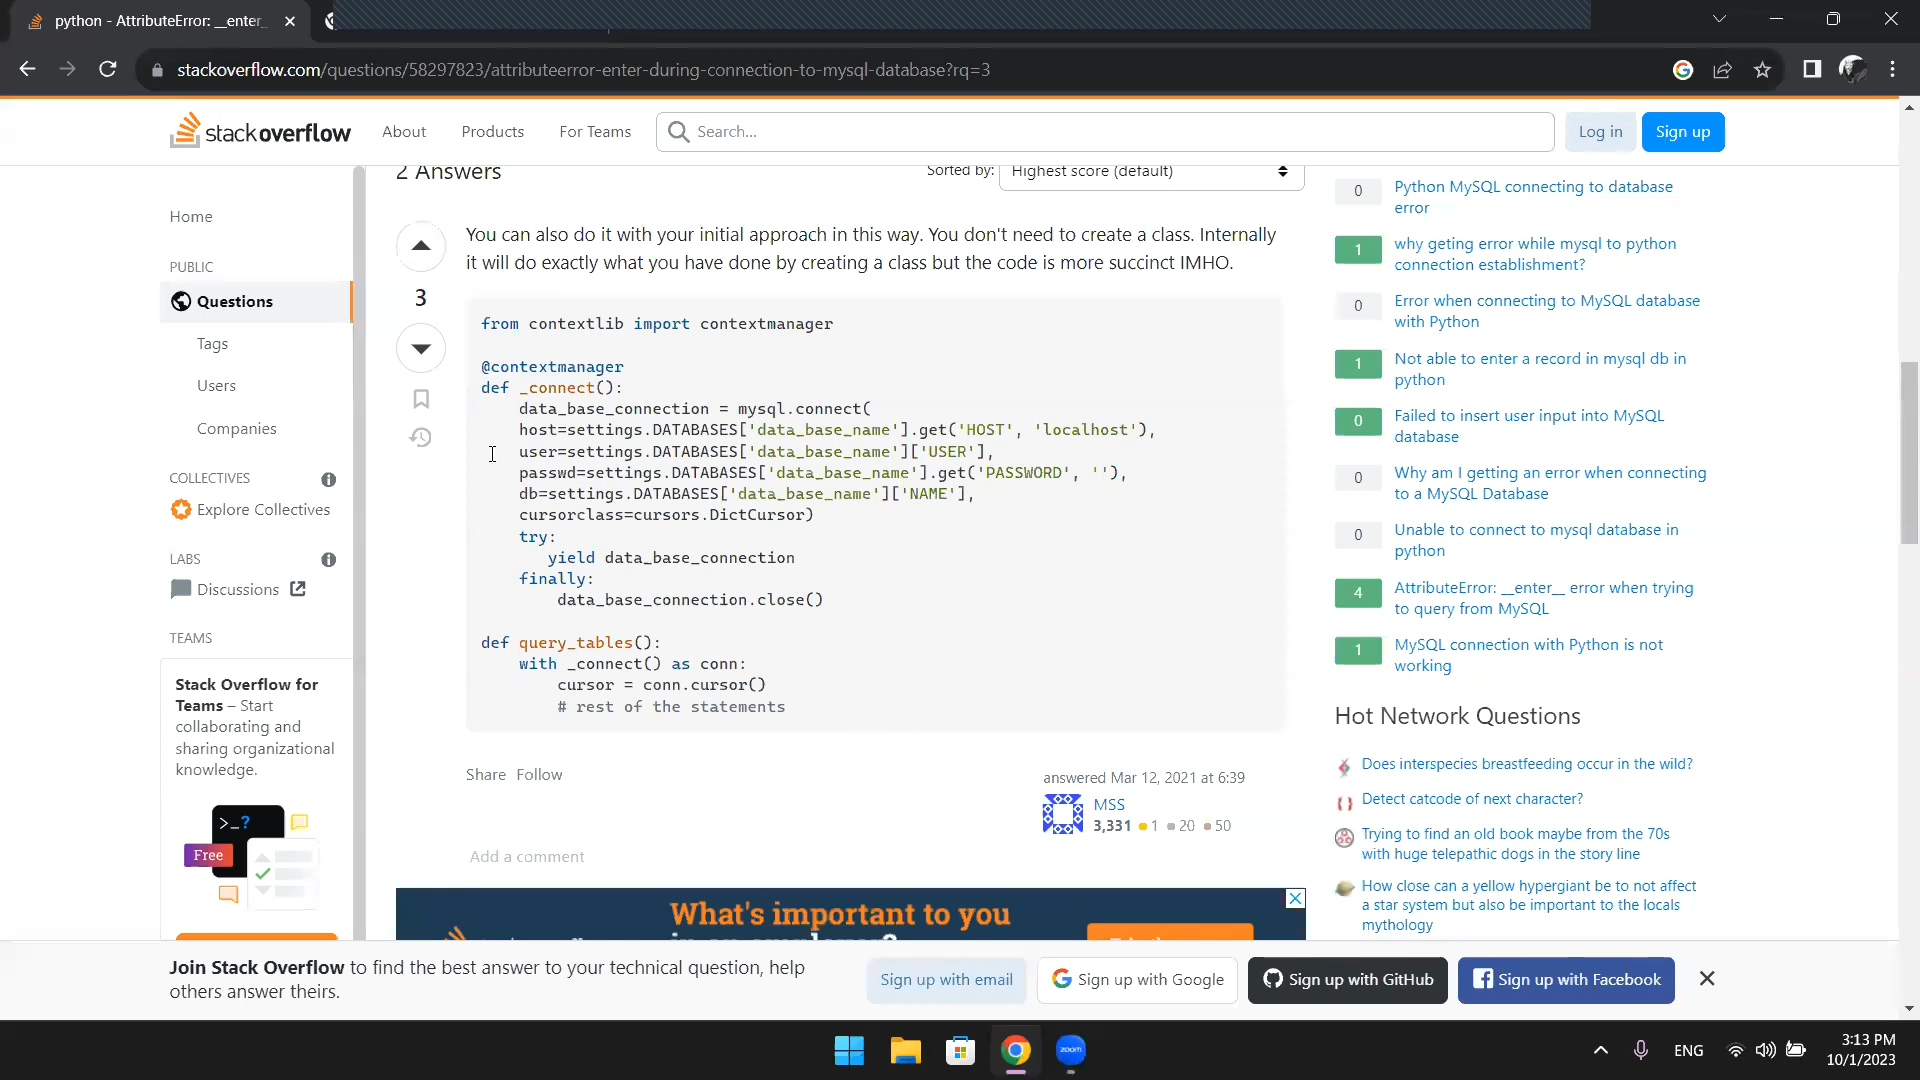 python - AttributeError: __enter_
stackoverflow.com/questions/58297823/attributeerror-enter-during-connection-to-mysql-database?rq=3
stackoverflow
About
Products
For Teams
Search...
Log in
Sign up
Home
PUBLIC
Questions
Tags
Users
Companies
COLLECTIVES
Explore Collectives
LABS
Discussions
TEAMS
Stack Overflow for
Teams – Start
collaborating and
sharing organizational
knowledge.
>_?
Free
2 Answers
Sorted by:
Highest score (default)
3
You can also do it with your initial approach in this way. You don't need to create a class. Internally
it will do exactly what you have done by creating a class but the code is more succinct IMHO.
from contextlib import contextmanager
@contextmanager
def _connect():
    data_base_connection = mysql.connect(
    host=settings.DATABASES['data_base_name'].get('HOST', 'localhost'),
    user=settings.DATABASES['data_base_name']['USER'],
    passwd=settings.DATABASES['data_base_name'].get('PASSWORD', ''),
    db=settings.DATABASES['data_base_name']['NAME'],
    cursorclass=cursors.DictCursor)
    try:
       yield data_base_connection
    finally:
        data_base_connection.close()
def query_tables():
    with _connect() as conn:
        cursor = conn.cursor()
        # rest of the statements
Share Follow
answered Mar 12, 2021 at 6:39
MSS
3,331 1 20 50
Add a comment
What's important to you
0 Python MySQL connecting to database
error
1 why geting error while mysql to python
connection establishment?
0 Error when connecting to MySQL database
with Python
1 Not able to enter a record in mysql db in
python
0 Failed to insert user input into MySQL
database
0 Why am I getting an error when connecting
to a MySQL Database
0 Unable to connect to mysql database in
python
4 AttributeError: __enter__ error when trying
to query from MySQL
1 MySQL connection with Python is not
working
Hot Network Questions
Does interspecies breastfeeding occur in the wild?
Detect catcode of next character?
Trying to find an old book maybe from the 70s
with huge telepathic dogs in the story line
How close can a yellow hypergiant be to not affect
a star system but also be important to the locals
mythology
Join Stack Overflow to find the best answer to your technical question, help
others answer theirs.
Sign up with email
Sign up with Google
Sign up with GitHub
Sign up with Facebook
zoom
ENG
3:13 PM
10/1/2023